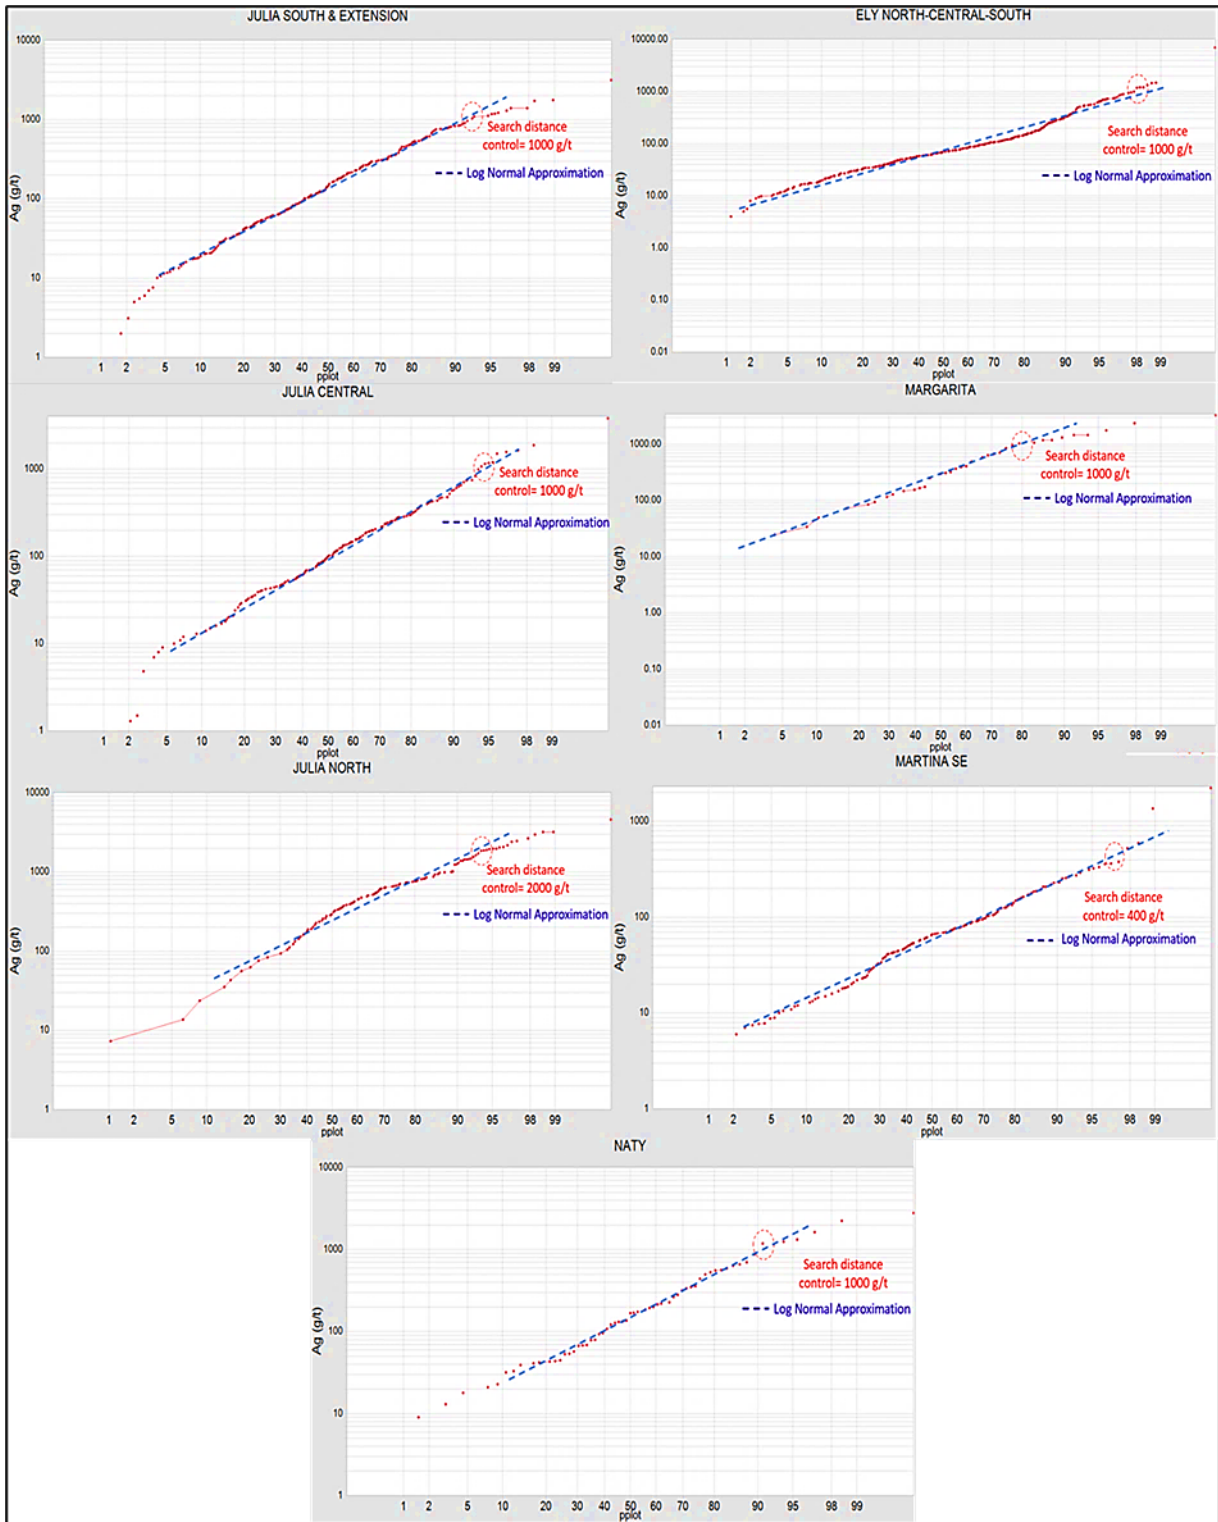 JULIA SOUTH & EXTENSION
10000
1000
100
10
1
Ag (g/t)
Search distance
control= 1000 g/t
Log Normal Approximation
1 2 5 10 20 30 40 50 60 70 80 90 95 98 99
pplot
ELY NORTH-CENTRAL-SOUTH
10000.00
1000.00
100.00
10.00
1.00
0.10
0.01
Ag (g/t)
Search distance
control= 1000 g/t
Log Normal Approximation
1 2 5 10 20 30 40 50 60 70 80 90 95 98 99
pplot
JULIA CENTRAL
1000
100
10
1
Ag (g/t)
Search distance
control= 1000 g/t
Log Normal Approximation
1 2 5 10 20 30 40 50 60 70 80 90 95 98 99
pplot
MARGARITA
1000.00
100.00
10.00
1.00
0.10
0.01
Ag (g/t)
Search distance
control= 1000 g/t
Log Normal Approximation
1 2 5 10 20 30 40 50 60 70 80 90 95 98 99
pplot
JULIA NORTH
10000
1000
100
10
1
Ag (g/t)
Search distance
control= 2000 g/t
Log Normal Approximation
1 2 5 10 20 30 40 50 60 70 80 90 95 98 99
pplot
MARTINA SE
1000
100
10
1
Ag (g/t)
Search distance
control= 400 g/t
Log Normal Approximation
1 2 5 10 20 30 40 50 60 70 80 90 95 98 99
pplot
NATY
10000
1000
100
10
1
Ag (g/t)
Search distance
control= 1000 g/t
Log Normal Approximation
1 2 5 10 20 30 40 50 60 70 80 90 95 98 99
pplot